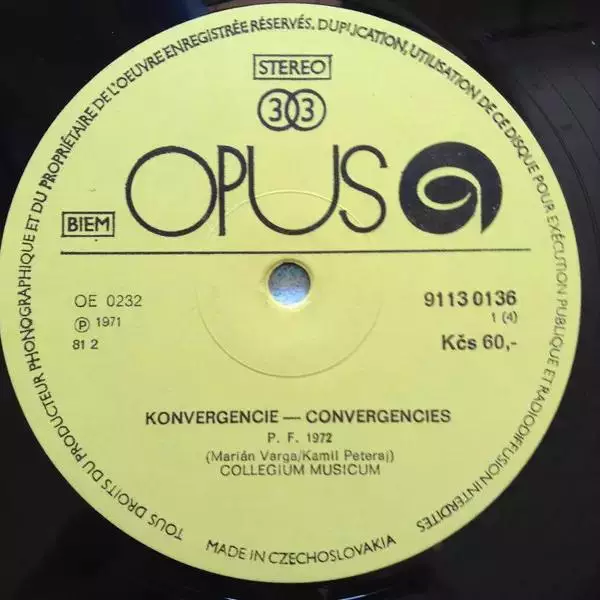 TOUS DROITS DU PRODUCTEUR PHONOGRAPHIQUE ET DU PROPRIÉTAIRE DE L'OEUVRE ENREGISTRÉE RÉSERVÉS. DUPLICATION, UTILISATION DE CE DISQUE POUR EXÉCUTION PUBLIQUE ET RADIODIFFUSION INTERDITES
STEREO
33
OPUS
BIEM
OE 0232
℗ 1971
81 2
9113 0136
1 (4)
Kčs 60,-
KONVERGENCIE — CONVERGENCIES
P. F. 1972
(Marián Varga/Kamil Peteraj)
COLLEGIUM MUSICUM
MADE IN CZECHOSLOVAKIA